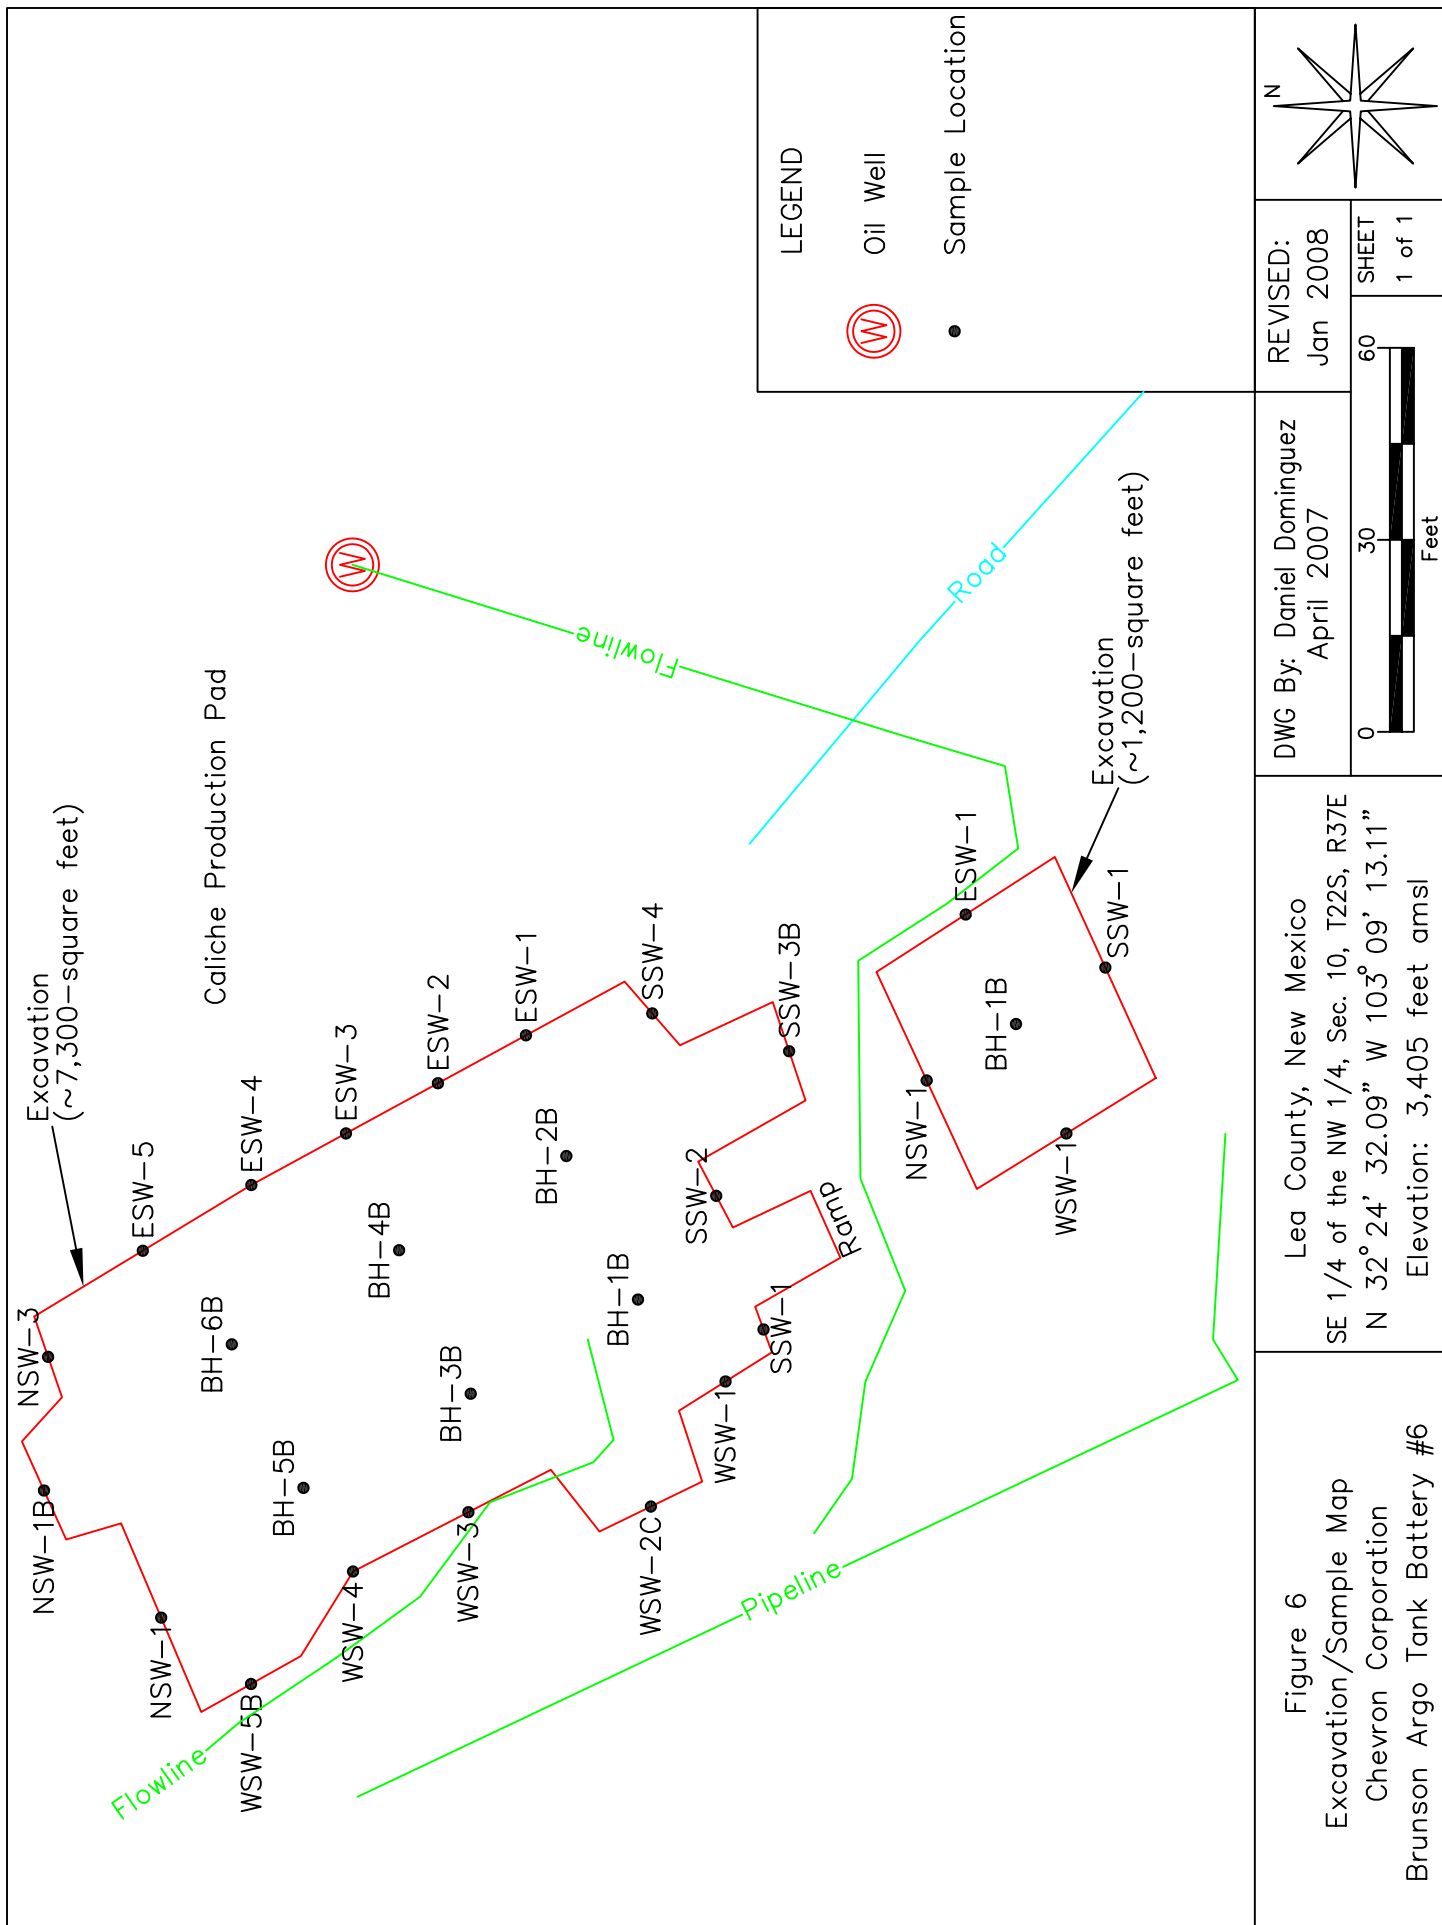 Excavation
(~7,300-square feet)
Caliche Production Pad
NSW-3
NSW-1B
NSW-1
ESW-5
ESW-4
ESW-3
ESW-2
ESW-1
SSW-4
SSW-3B
SSW-2
SSW-1
WSW-1
WSW-2C
WSW-3
WSW-4
WSW-5B
BH-6B
BH-5B
BH-4B
BH-3B
BH-2B
BH-1B
Ramp
Flowline
Pipeline
W
Flowline
Road
NSW-1
ESW-1
BH-1B
SSW-1
WSW-1
Excavation
(~1,200-square feet)
LEGEND
W Oil Well
Sample Location
Figure 6
Excavation/Sample Map
Chevron Corporation
Brunson Argo Tank Battery #6
Lea County, New Mexico
SE 1/4 of the NW 1/4, Sec. 10, T22S, R37E
N 32° 24' 32.09" W 103° 09' 13.11"
Elevation: 3,405 feet amsl
DWG By: Daniel Dominguez
April 2007
REVISED:
Jan 2008
0 30 60
Feet
SHEET
1 of 1
N